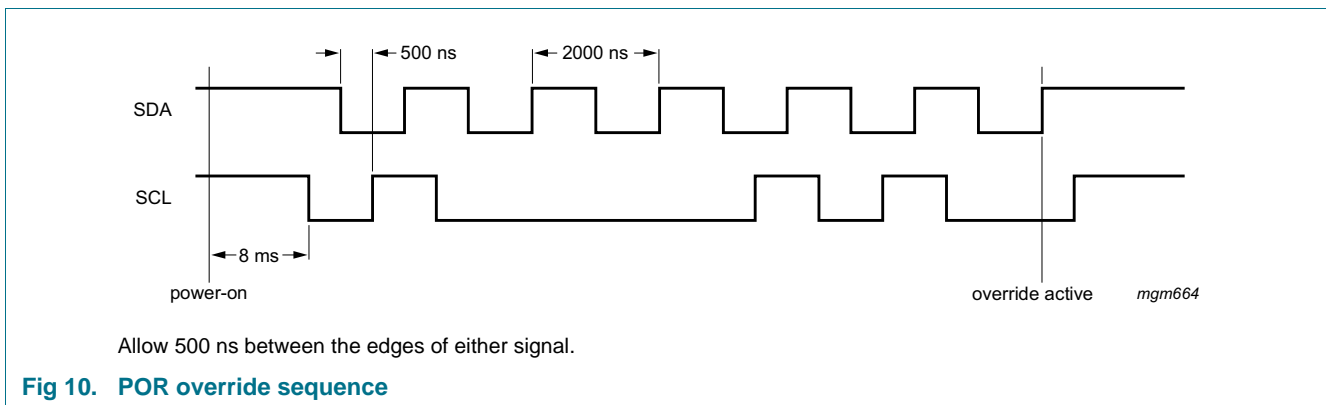 500 ns
2000 ns
SDA
SCL
8 ms
power-on
override active
mgm664
Allow 500 ns between the edges of either signal.
Fig 10. POR override sequence